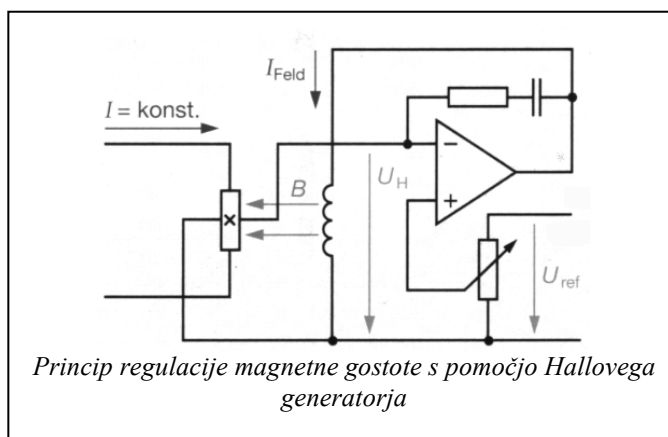 I_Feld
I = konst.
B
U_H
−
+
U_ref
Princip regulacije magnetne gostote s pomočjo Hallovega
generatorja